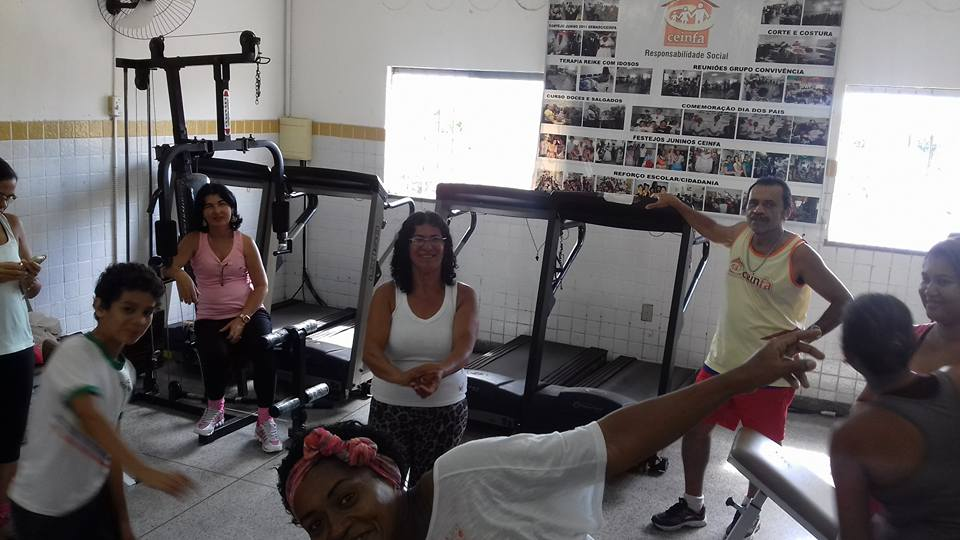 ceinfa
Responsabilidade Social
CORTE E COSTURA
TERAPIA REIKE COM IDOSOS
REUNIÕES GRUPO CONVIVÊNCIA
CURSO DOCES E SALGADOS
COMEMORAÇÃO DIA DOS PAIS
FESTEJOS JUNINOS CEINFA
REFORÇO ESCOLAR/CIDADANIA
ceinfa